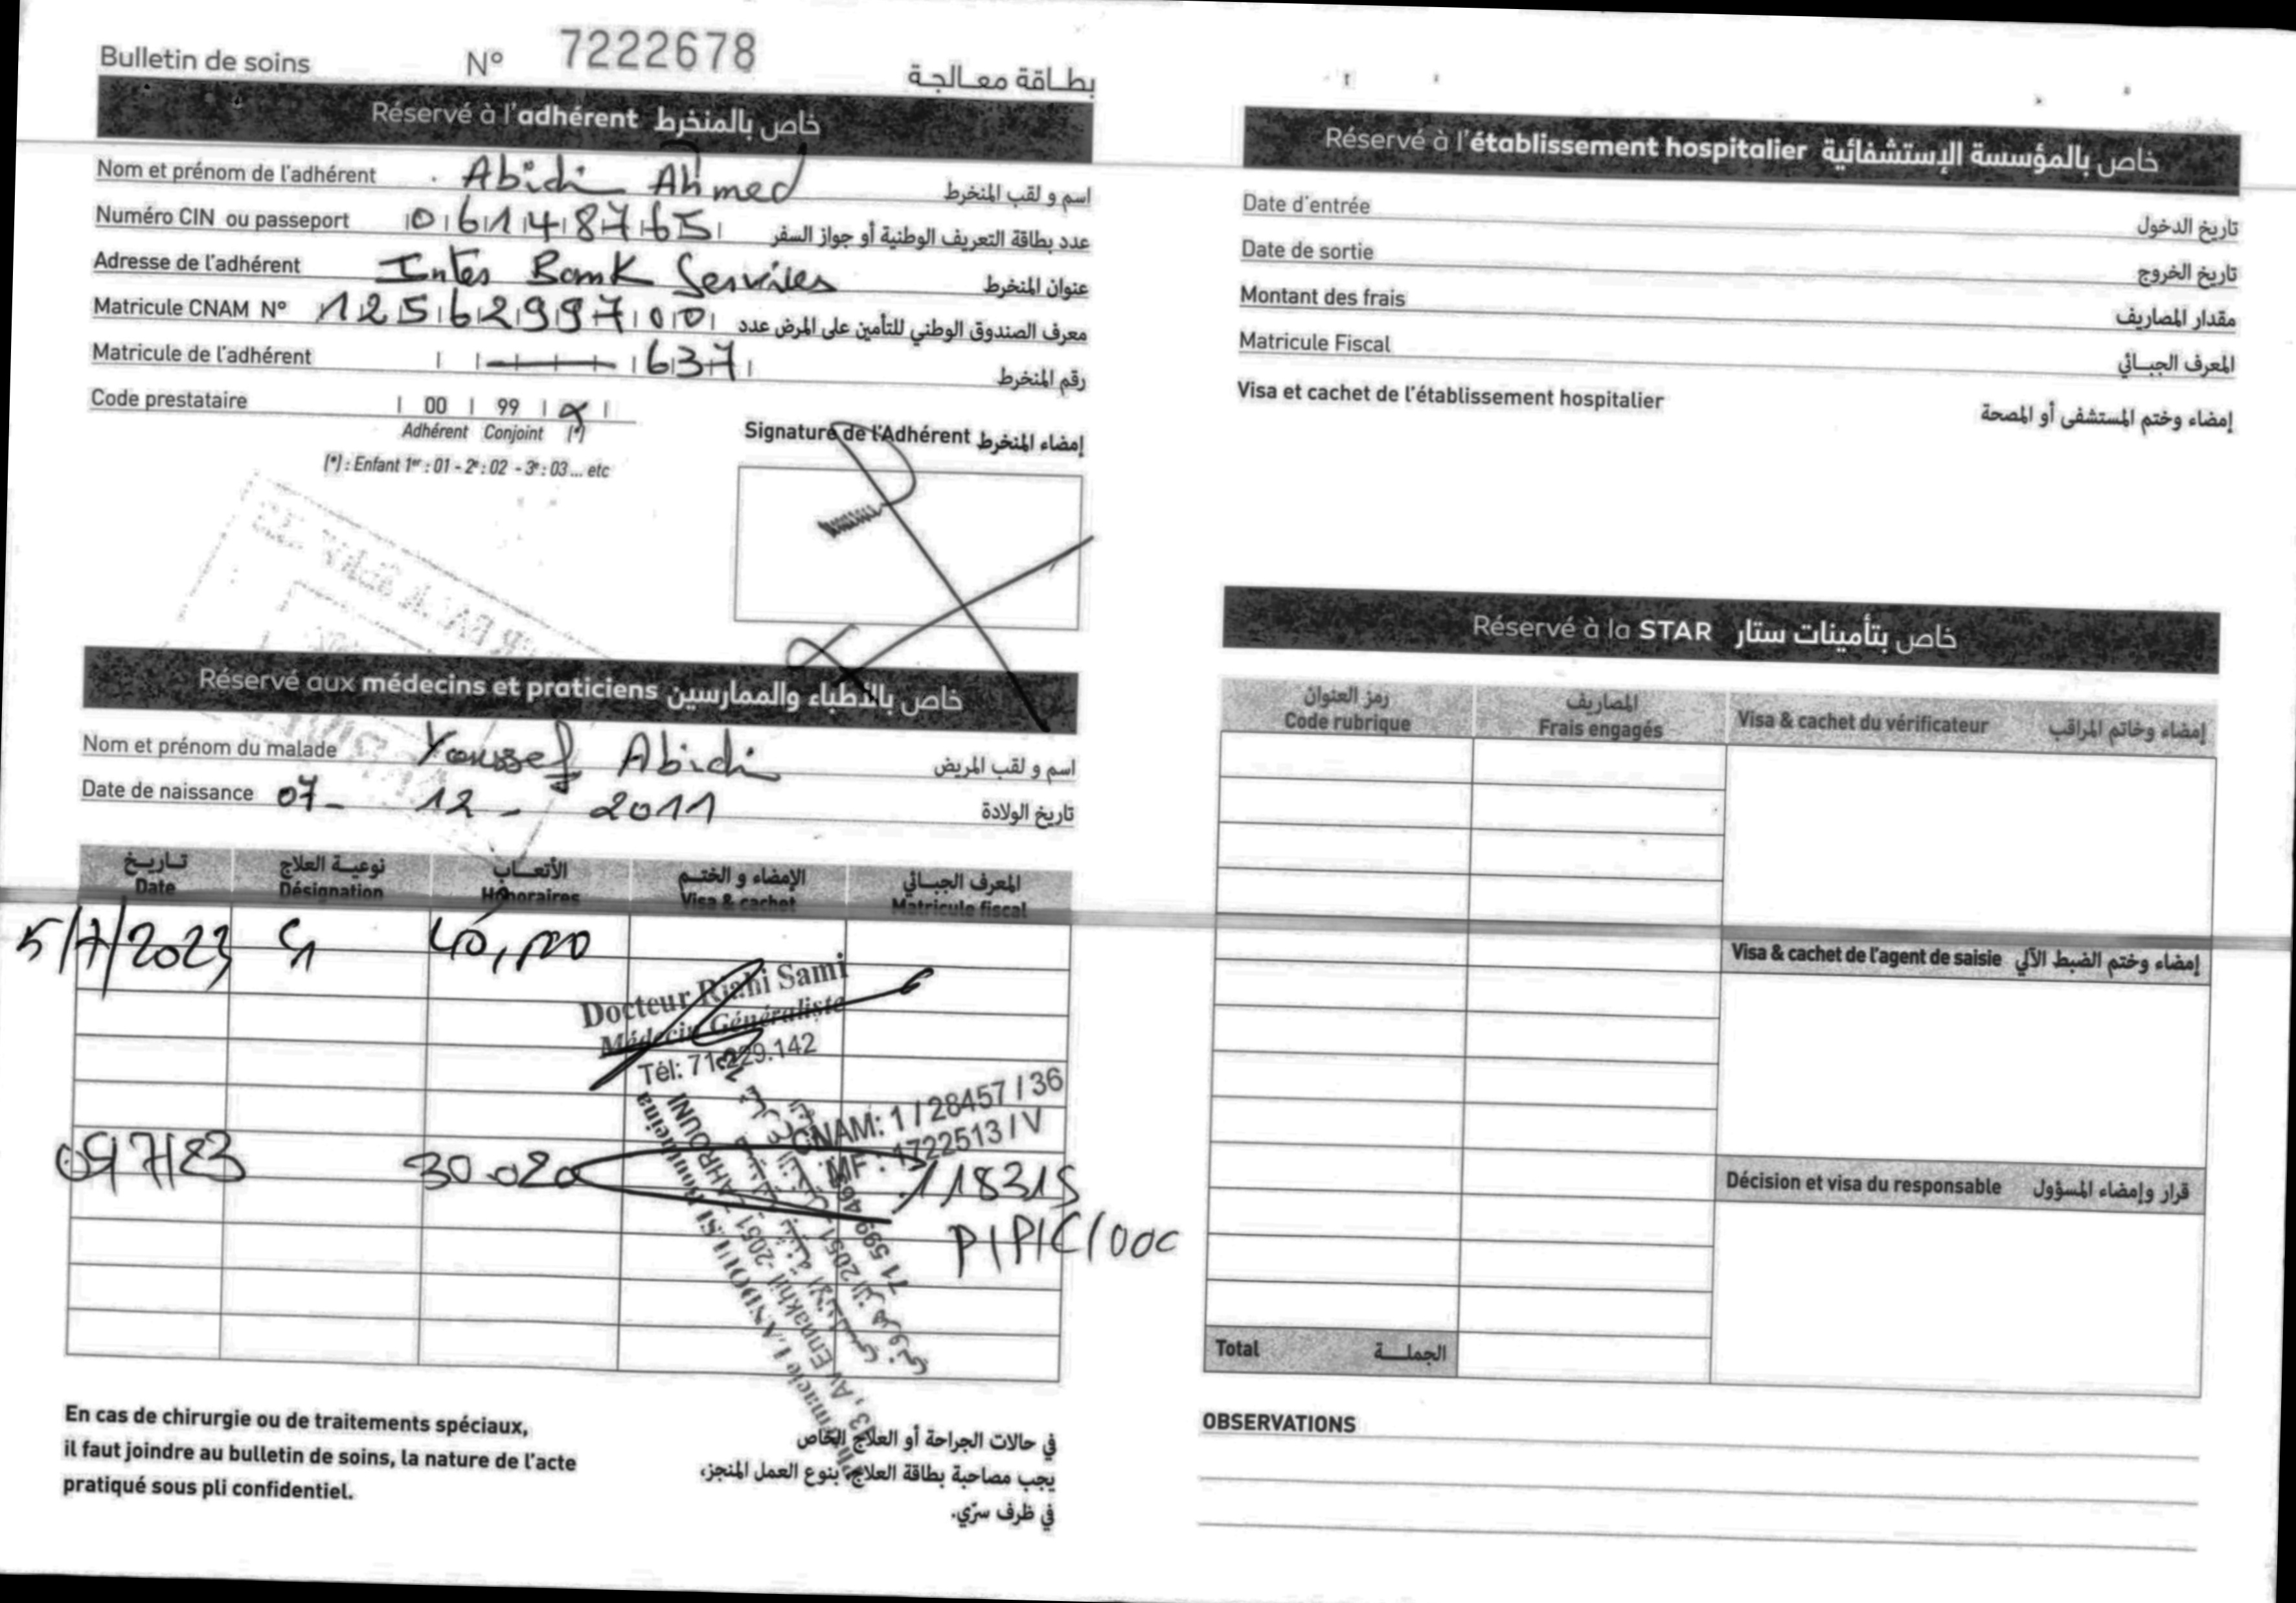 Bulletin de soins N° 7222678 بطاقة معالجة
Réservé à l'adhérent خاص بالمنخرط
Nom et prénom de l'adhérent Abidi Ahmed اسم و لقب المنخرط
Numéro CIN ou passeport 06148765 عدد بطاقة التعريف الوطنية أو جواز السفر
Adresse de l'adhérent Inter Bank Services عنوان المنخرط
Matricule CNAM N° 1256299700 معرف الصندوق الوطني للتأمين على المرض عدد
Matricule de l'adhérent 637 رقم المنخرط
Code prestataire 00 99
Adhérent Conjoint (*)
(*) : Enfant 1er : 01 - 2e : 02 - 3e : 03 ... etc
Signature de l'Adhérent إمضاء المنخرط
Réservé aux médecins et praticiens خاص بالأطباء والممارسين
Nom et prénom du malade Youssef Abidi اسم و لقب المريض
Date de naissance 07 - 12 - 2011 تاريخ الولادة
تاريخ نوعية العلاج الأتعاب الإمضاء و الختم المعرف الجبائي
Date Désignation Honoraires Visa & cachet Matricule fiscal
5/7/2023 C1 40,000
Docteur Riahi Sami
Médecin Généraliste
Tél: 71.229.142
CNAM: 1 / 28457 / 36
MF : 1722513 / V
30.020 118315
P/P/C/000
En cas de chirurgie ou de traitements spéciaux,
il faut joindre au bulletin de soins, la nature de l'acte
pratiqué sous pli confidentiel.
في حالات الجراحة أو العلاج الخاص
يجب مصاحبة بطاقة العلاج، بنوع العمل المنجز،
في ظرف سرّي.
Réservé à l'établissement hospitalier خاص بالمؤسسة الإستشفائية
Date d'entrée تاريخ الدخول
Date de sortie تاريخ الخروج
Montant des frais مقدار المصاريف
Matricule Fiscal المعرف الجبائي
Visa et cachet de l'établissement hospitalier إمضاء وختم المستشفى أو المصحة
Réservé à la STAR خاص بتأمينات ستار
رمز العنوان المصاريف
Code rubrique Frais engagés Visa & cachet du vérificateur إمضاء وخاتم المراقب
Visa & cachet de l'agent de saisie إمضاء وختم الضبط الآلي
Décision et visa du responsable قرار وإمضاء المسؤول
Total الجملة
OBSERVATIONS